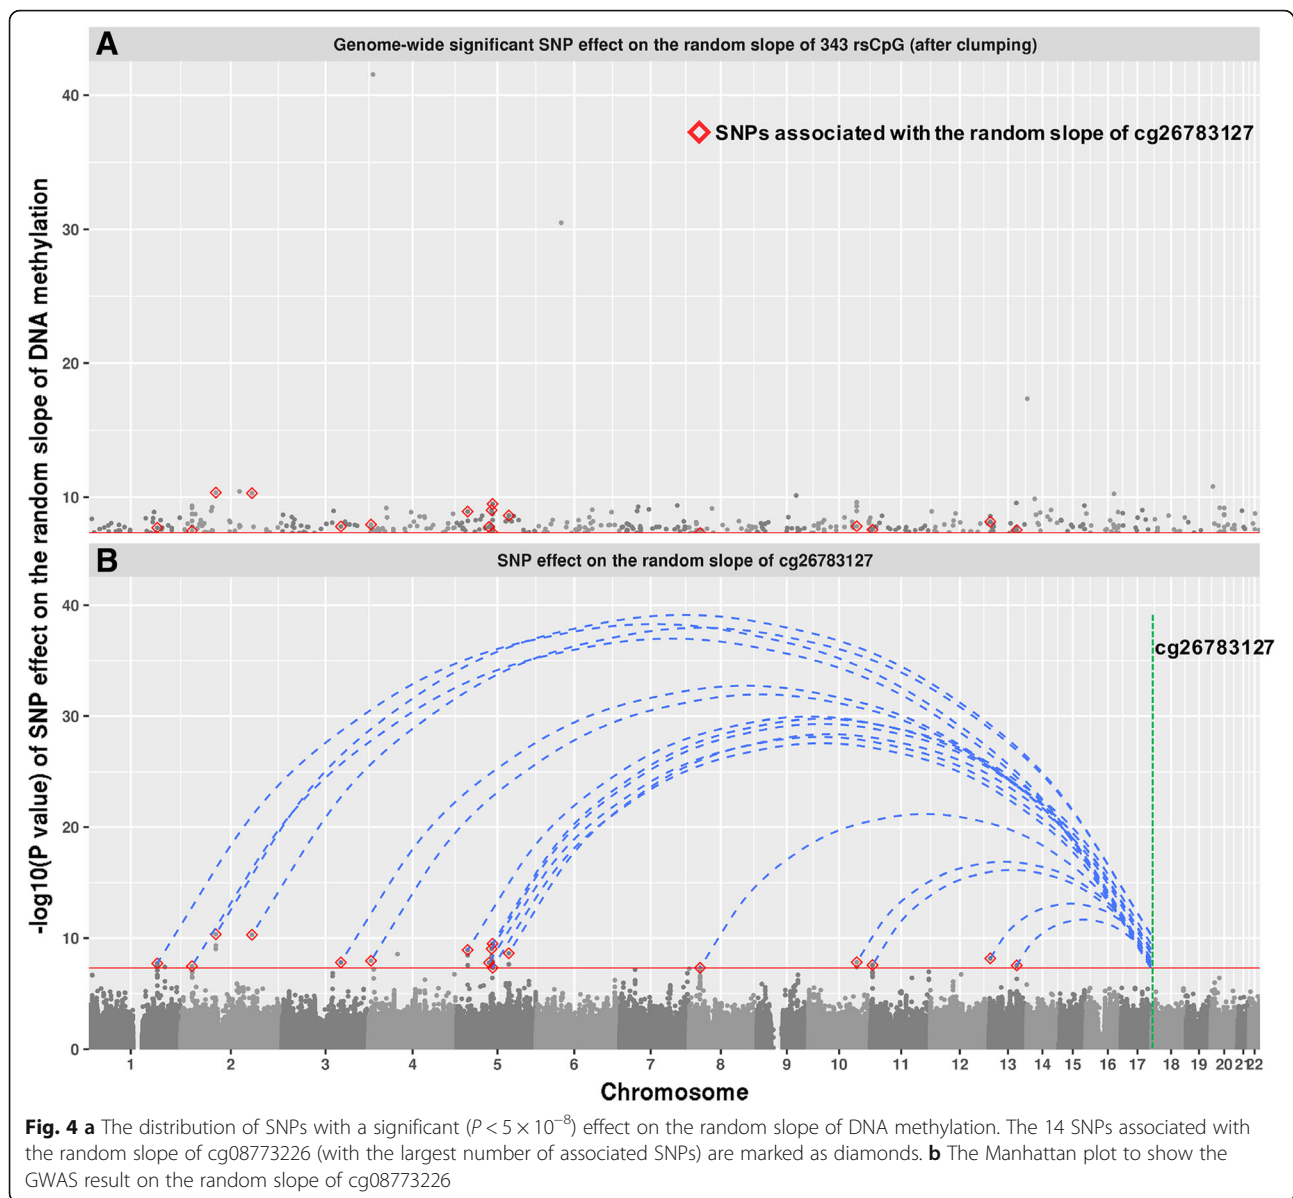 A
Genome-wide significant SNP effect on the random slope of 343 rsCpG (after clumping)
40
30
20
10
SNPs associated with the random slope of cg26783127
-log10(P value) of SNP effect on the random slope of DNA methylation
B
SNP effect on the random slope of cg26783127
40
30
20
10
0
cg26783127
1 2 3 4 5 6 7 8 9 10 11 12 13 14 15 16 17 18 19 20 21 22
Chromosome
Fig. 4 a The distribution of SNPs with a significant (P < 5 × 10⁻⁸) effect on the random slope of DNA methylation. The 14 SNPs associated with
the random slope of cg08773226 (with the largest number of associated SNPs) are marked as diamonds. b The Manhattan plot to show the
GWAS result on the random slope of cg08773226